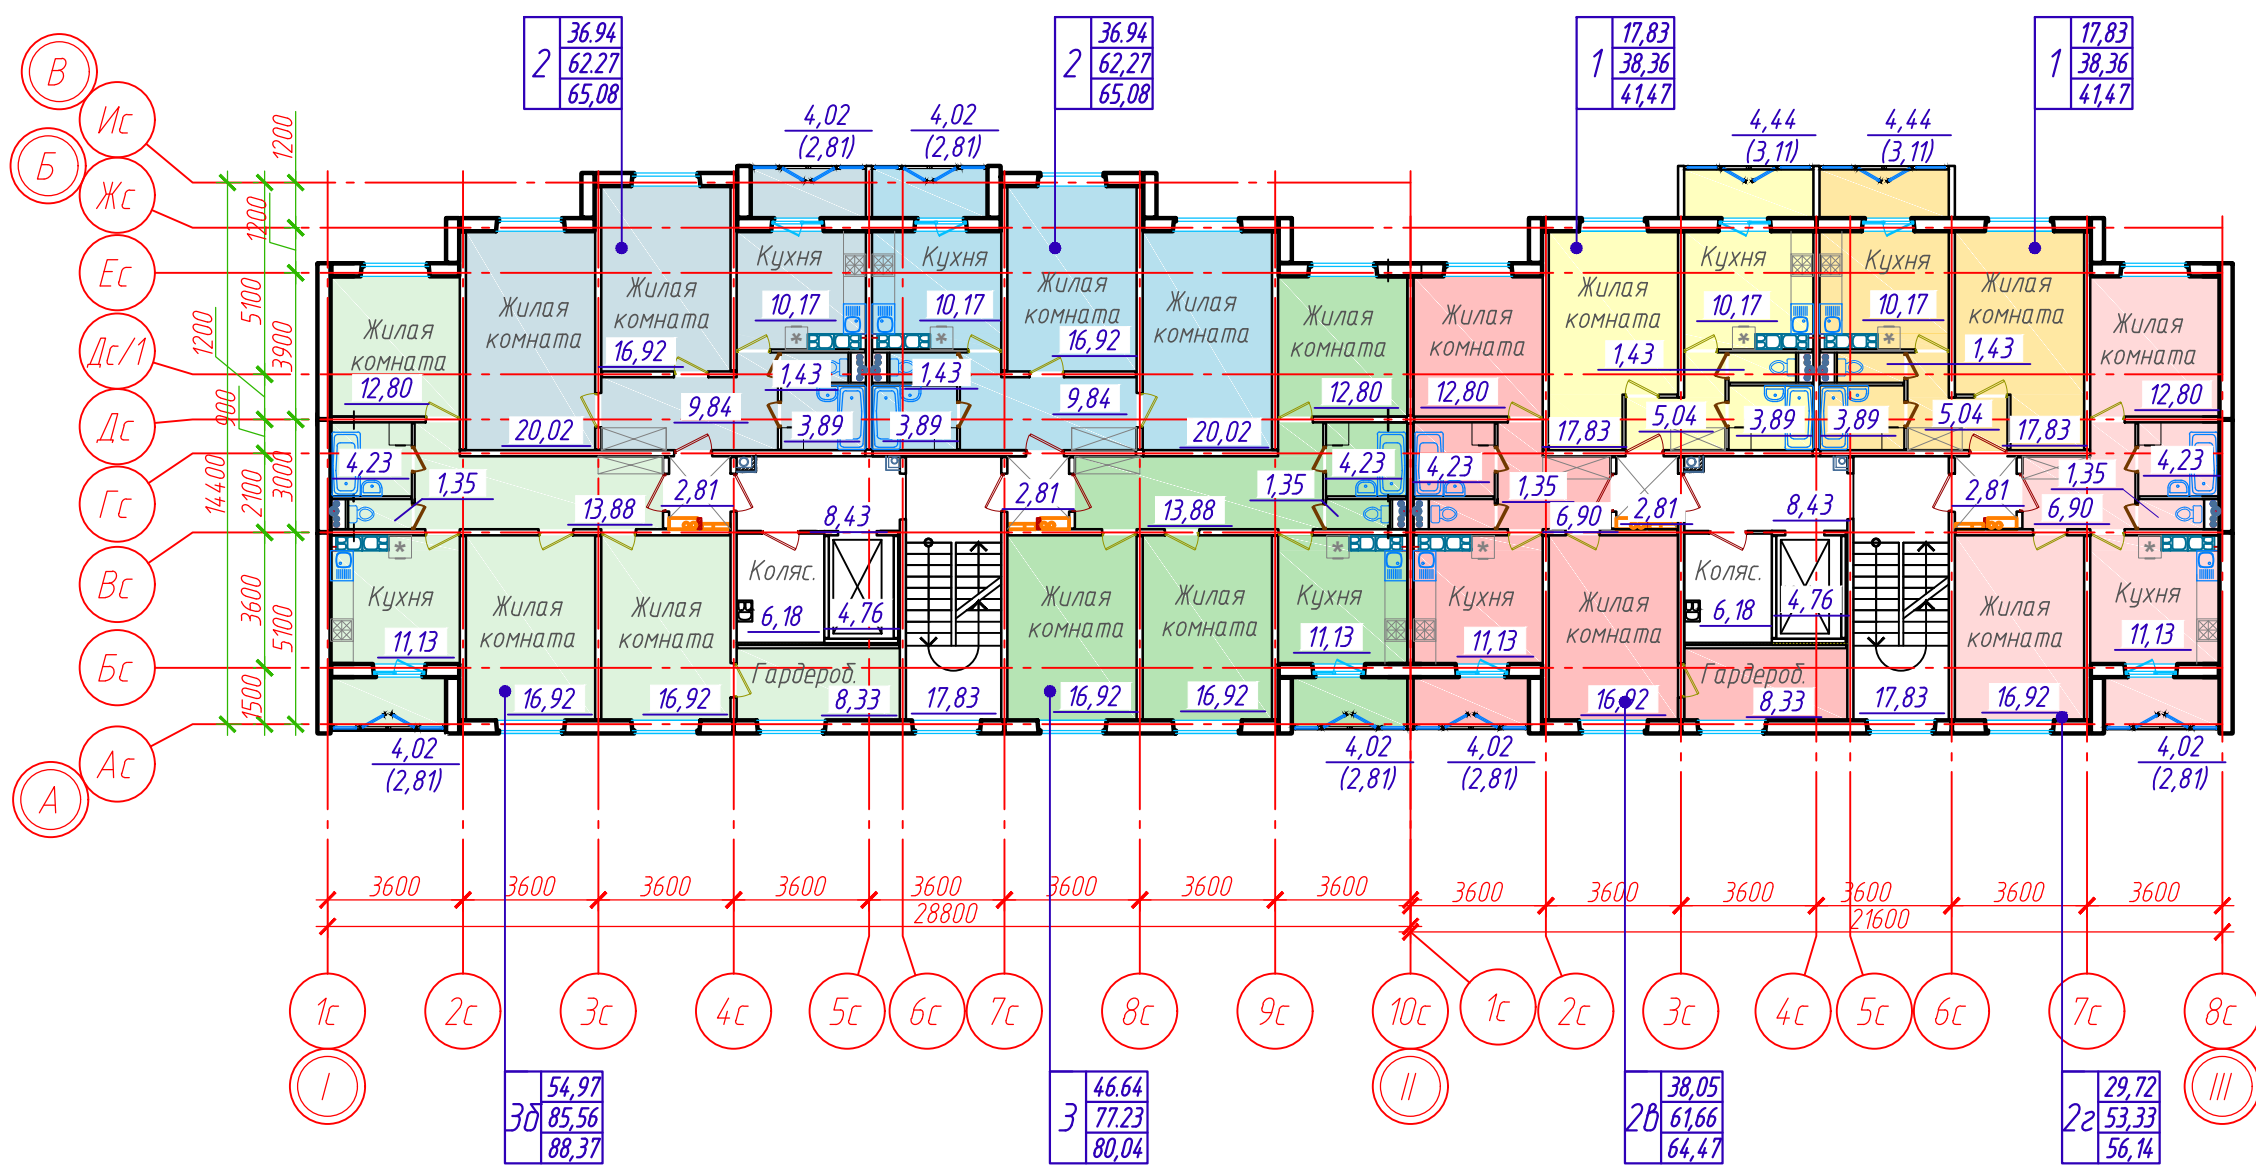 36.94
2 62.27
65,08
36.94
2 62,27
65,08
17,83
1 38,36
41,47
17,83
1 38,36
41,47
В
Ис
Б
Жс
Ес
Дс/1
Дс
Гс
Вс
Бс
Ас
А
1200
1200
5100
1200
3900
900
14400
2100
3000
3600
5100
1500
4,02
(2,81)
4,02
(2,81)
4,44
(3,11)
4,44
(3,11)
Жилая
комната
12,80
Жилая
комната
20,02
Жилая
комната
16,92
Кухня
10,17
Кухня
10,17
Жилая
комната
16,92
Жилая
комната
20,02
Жилая
комната
12,80
Жилая
комната
12,80
Жилая
комната
17,83
Кухня
10,17
Кухня
10,17
Жилая
комната
17,83
Жилая
комната
12,80
1,43
1,43
1,43
1,43
9,84
3,89
3,89
9,84
5,04
3,89
3,89
5,04
4,23
1,35
13,88
2,81
8,43
2,81
13,88
1,35
4,23
4,23
1,35
6,90
2,81
8,43
2,81
6,90
1,35
4,23
Кухня
11,13
Жилая
комната
16,92
Жилая
комната
16,92
Коляс.
6,18
4,76
Гардероб.
8,33
17,83
Жилая
комната
16,92
Жилая
комната
16,92
Кухня
11,13
Кухня
11,13
Жилая
комната
16,92
Коляс.
6,18
4,76
Гардероб.
8,33
17,83
Жилая
комната
16,92
Кухня
11,13
4,02
(2,81)
4,02
(2,81)
4,02
(2,81)
4,02
(2,81)
3600 3600 3600 3600 3600 3600 3600 3600 3600 3600 3600 3600 3600 3600
28800 21600
1с 2с 3с 4с 5с 6с 7с 8с 9с 10с 1с 2с 3с 4с 5с 6с 7с 8с
I II III
54,97
3б 85,56
88,37
46.64
3 77.23
80,04
38,05
2в 61,66
64,47
29,72
2г 53,33
56,14